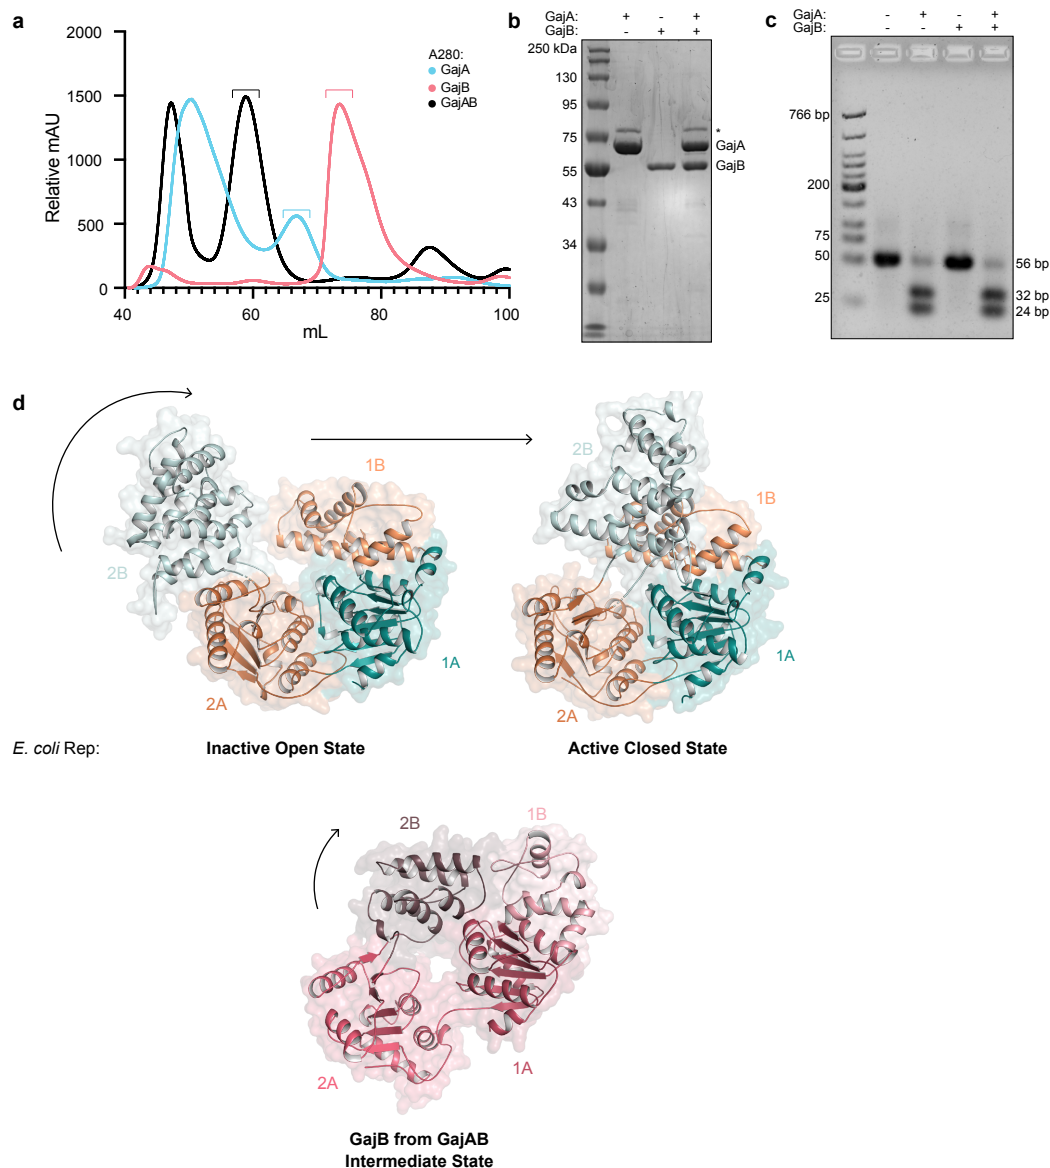 a
2000
1500
1000
500
0
Relative mAU
40
60
80
100
mL
A280:
GajA
GajB
GajAB
b
GajA: + - +
GajB: - + +
250 kDa
130
95
75
55
43
34
*
GajA
GajB
c
GajA: - + - +
GajB: - - + +
766 bp
200
75
50
25
56 bp
32 bp
24 bp
d
2B
1B
2A
1A
2B
1B
2A
1A
E. coli Rep:
Inactive Open State
Active Closed State
2B
1B
2A
1A
GajB from GajAB
Intermediate State